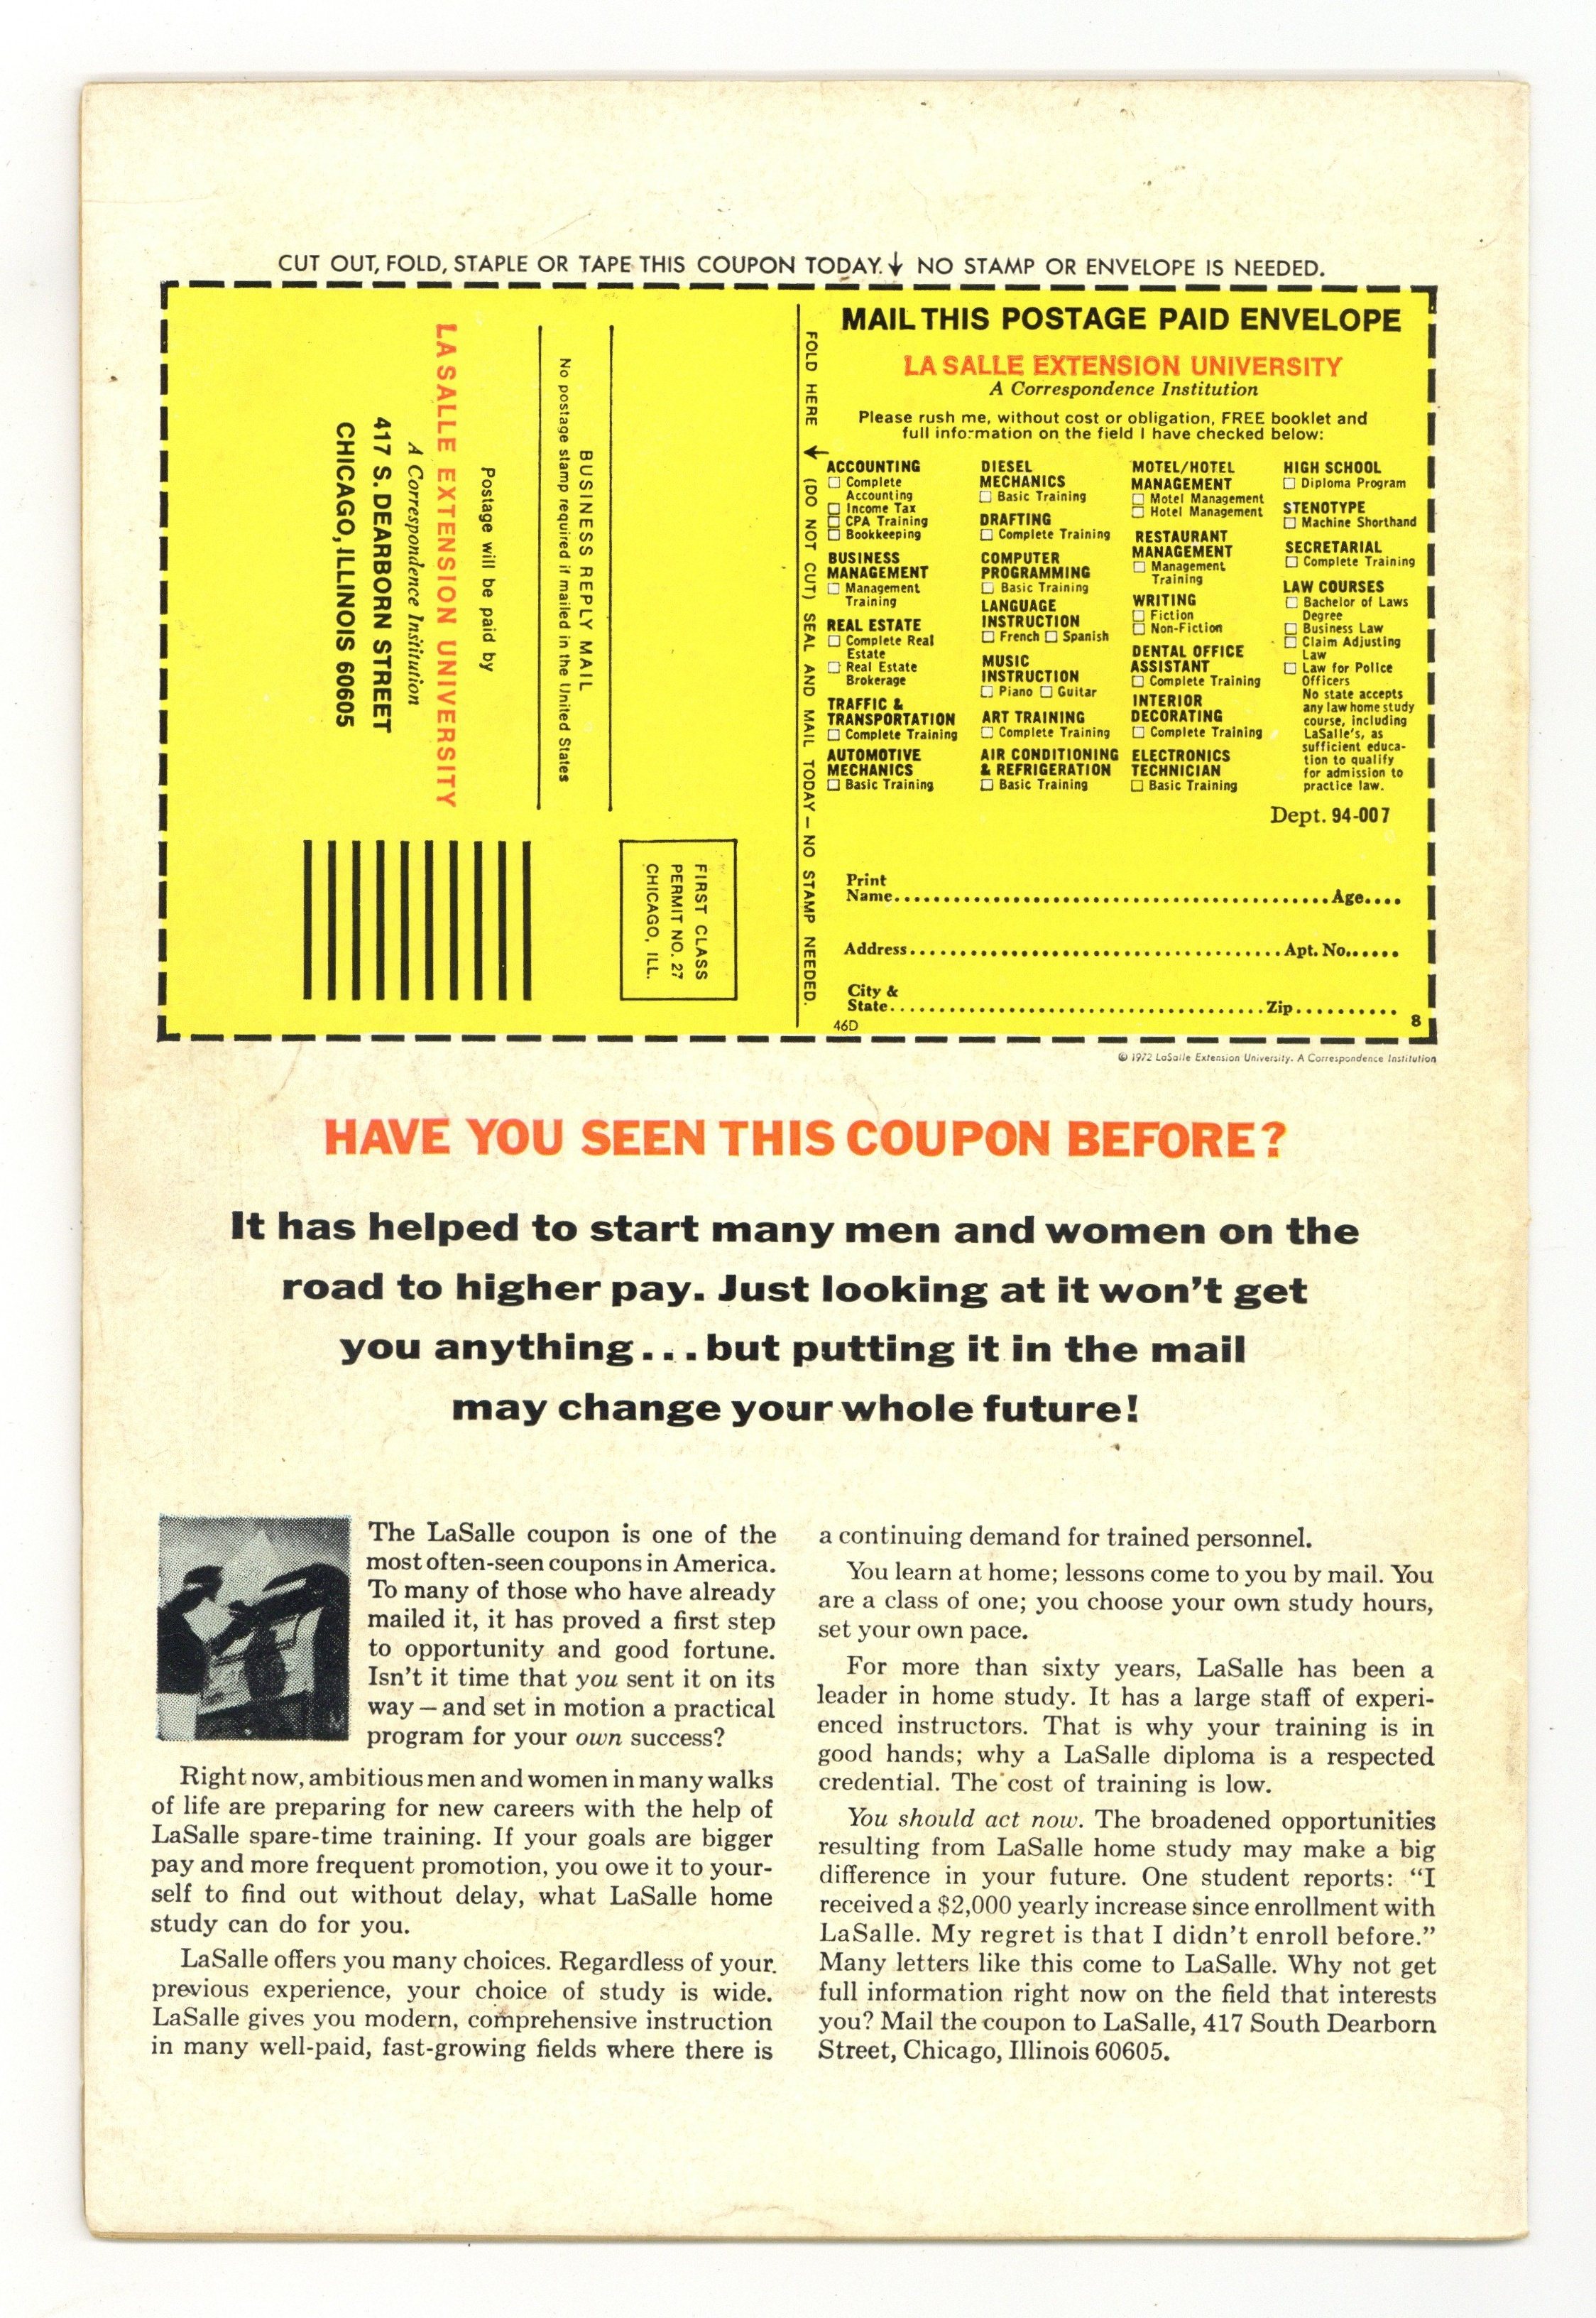 CUT OUT, FOLD, STAPLE OR TAPE THIS COUPON TODAY. ↓ NO STAMP OR ENVELOPE IS NEEDED.
BUSINESS REPLY MAIL
No postage stamp required if mailed in the United States
Postage will be paid by
LA SALLE EXTENSION UNIVERSITY
A Correspondence Institution
417 S. DEARBORN STREET
CHICAGO, ILLINOIS 60605
FIRST CLASS
PERMIT NO. 27
CHICAGO, ILL.
FOLD HERE ↓ (DO NOT CUT) SEAL AND MAIL TODAY — NO STAMP NEEDED.
MAIL THIS POSTAGE PAID ENVELOPE
LA SALLE EXTENSION UNIVERSITY
A Correspondence Institution
Please rush me, without cost or obligation, FREE booklet and
full information on the field I have checked below:
ACCOUNTING
☐ Complete
Accounting
☐ Income Tax
☐ CPA Training
☐ Bookkeeping
BUSINESS
MANAGEMENT
☐ Management
Training
REAL ESTATE
☐ Complete Real
Estate
☐ Real Estate
Brokerage
TRAFFIC &
TRANSPORTATION
☐ Complete Training
AUTOMOTIVE
MECHANICS
☐ Basic Training
DIESEL
MECHANICS
☐ Basic Training
DRAFTING
☐ Complete Training
COMPUTER
PROGRAMMING
☐ Basic Training
LANGUAGE
INSTRUCTION
☐ French ☐ Spanish
MUSIC
INSTRUCTION
☐ Piano ☐ Guitar
ART TRAINING
☐ Complete Training
AIR CONDITIONING
& REFRIGERATION
☐ Basic Training
MOTEL/HOTEL
MANAGEMENT
☐ Motel Management
☐ Hotel Management
RESTAURANT
MANAGEMENT
☐ Management
Training
WRITING
☐ Fiction
☐ Non-Fiction
DENTAL OFFICE
ASSISTANT
☐ Complete Training
INTERIOR
DECORATING
☐ Complete Training
ELECTRONICS
TECHNICIAN
☐ Basic Training
HIGH SCHOOL
☐ Diploma Program
STENOTYPE
☐ Machine Shorthand
SECRETARIAL
☐ Complete Training
LAW COURSES
☐ Bachelor of Laws
Degree
☐ Business Law
☐ Claim Adjusting
Law
☐ Law for Police
Officers
No state accepts
any law home study
course, including
LaSalle's, as
sufficient educa-
tion to qualify
for admission to
practice law.
Dept. 94-007
Print
Name.............................................Age....
Address.......................................Apt. No......
City &
State.......................................Zip..........
46D
8
© 1972 LaSalle Extension University. A Correspondence Institution
HAVE YOU SEEN THIS COUPON BEFORE?
It has helped to start many men and women on the
road to higher pay. Just looking at it won't get
you anything...but putting it in the mail
may change your whole future!
The LaSalle coupon is one of the
most often-seen coupons in America.
To many of those who have already
mailed it, it has proved a first step
to opportunity and good fortune.
Isn't it time that you sent it on its
way — and set in motion a practical
program for your own success?
Right now, ambitious men and women in many walks
of life are preparing for new careers with the help of
LaSalle spare-time training. If your goals are bigger
pay and more frequent promotion, you owe it to your-
self to find out without delay, what LaSalle home
study can do for you.
LaSalle offers you many choices. Regardless of your
previous experience, your choice of study is wide.
LaSalle gives you modern, comprehensive instruction
in many well-paid, fast-growing fields where there is
a continuing demand for trained personnel.
You learn at home; lessons come to you by mail. You
are a class of one; you choose your own study hours,
set your own pace.
For more than sixty years, LaSalle has been a
leader in home study. It has a large staff of experi-
enced instructors. That is why your training is in
good hands; why a LaSalle diploma is a respected
credential. The cost of training is low.
You should act now. The broadened opportunities
resulting from LaSalle home study may make a big
difference in your future. One student reports: “I
received a $2,000 yearly increase since enrollment with
LaSalle. My regret is that I didn't enroll before.”
Many letters like this come to LaSalle. Why not get
full information right now on the field that interests
you? Mail the coupon to LaSalle, 417 South Dearborn
Street, Chicago, Illinois 60605.